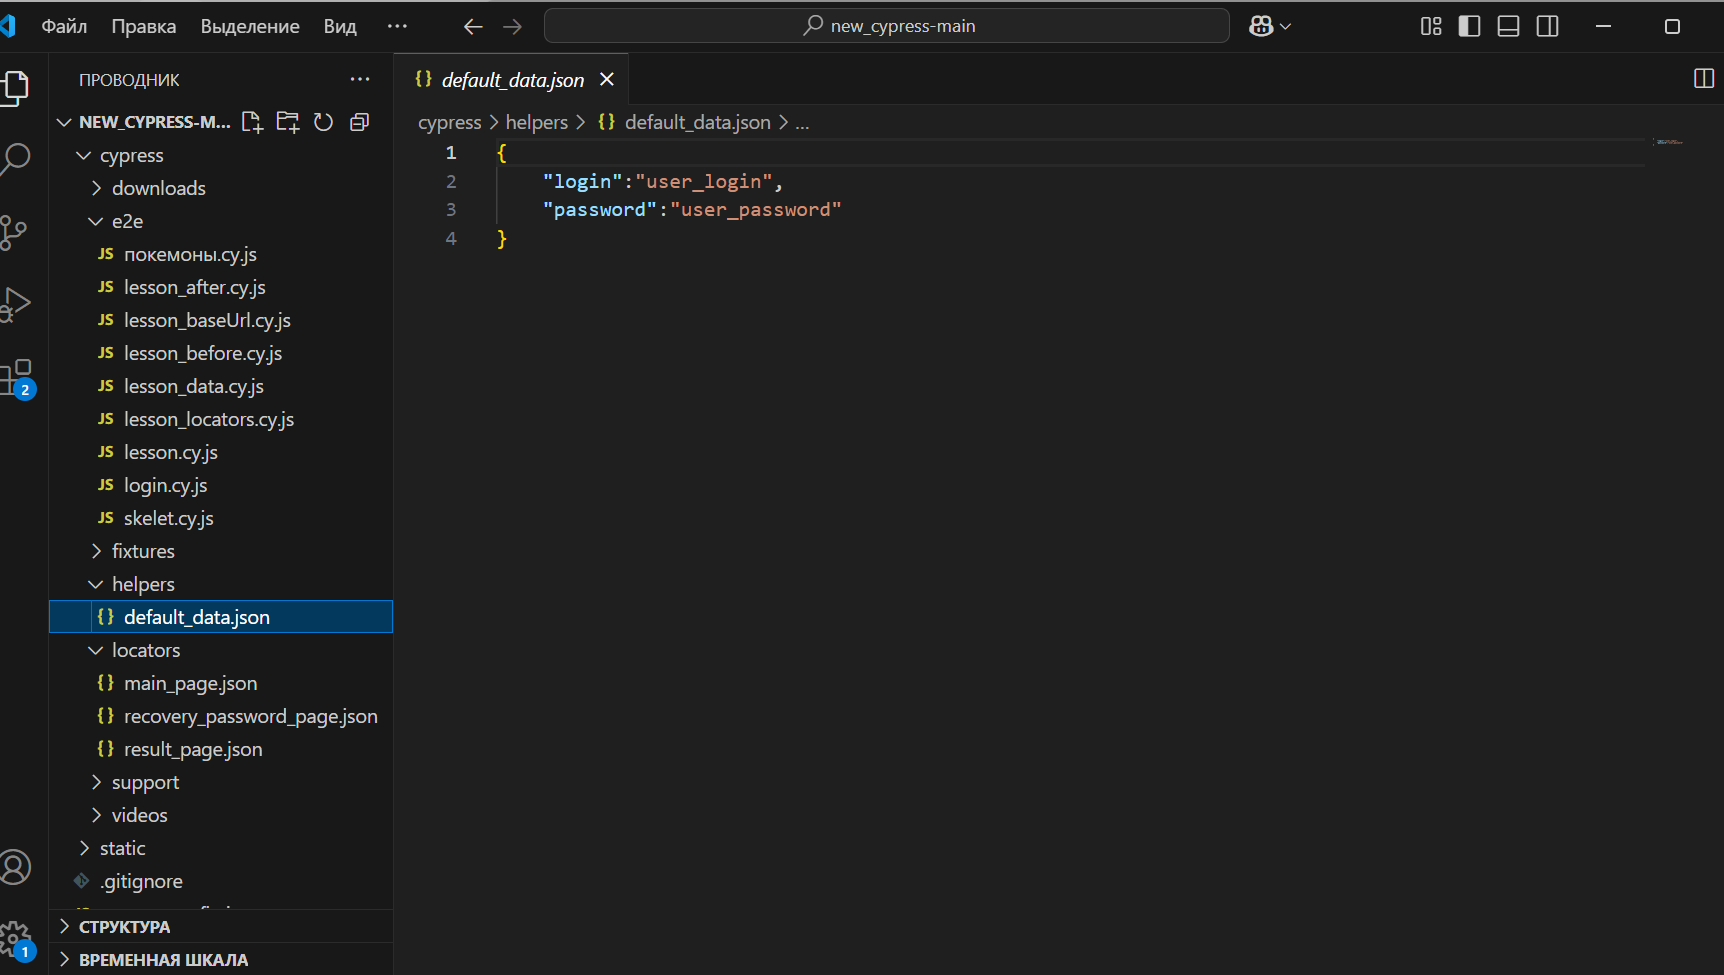 Файл Правка Выделение Вид ... new_cypress-main
ПРОВОДНИК ...
NEW_CYPRESS-M...
cypress
downloads
e2e
JS покемоны.cy.js
JS lesson_after.cy.js
JS lesson_baseUrl.cy.js
JS lesson_before.cy.js
JS lesson_data.cy.js
JS lesson_locators.cy.js
JS lesson.cy.js
JS login.cy.js
JS skelet.cy.js
fixtures
helpers
{} default_data.json
locators
{} main_page.json
{} recovery_password_page.json
{} result_page.json
support
videos
static
.gitignore
СТРУКТУРА
ВРЕМЕННАЯ ШКАЛА
2
1
{} default_data.json
cypress > helpers > {} default_data.json > ...
1 {
2 "login":"user_login",
3 "password":"user_password"
4 }